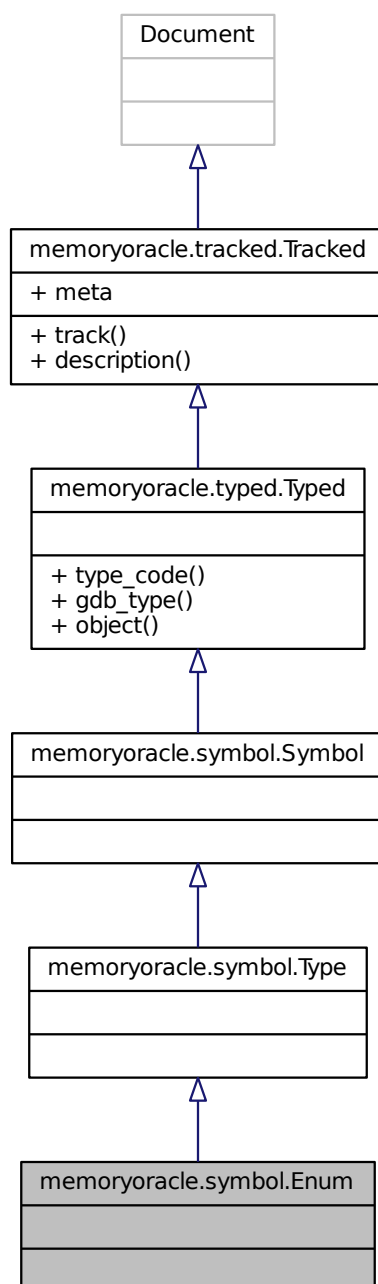 Document
memoryoracle.tracked.Tracked
+ meta
+ track()
+ description()
memoryoracle.typed.Typed
+ type_code()
+ gdb_type()
+ object()
memoryoracle.symbol.Symbol
memoryoracle.symbol.Type
memoryoracle.symbol.Enum